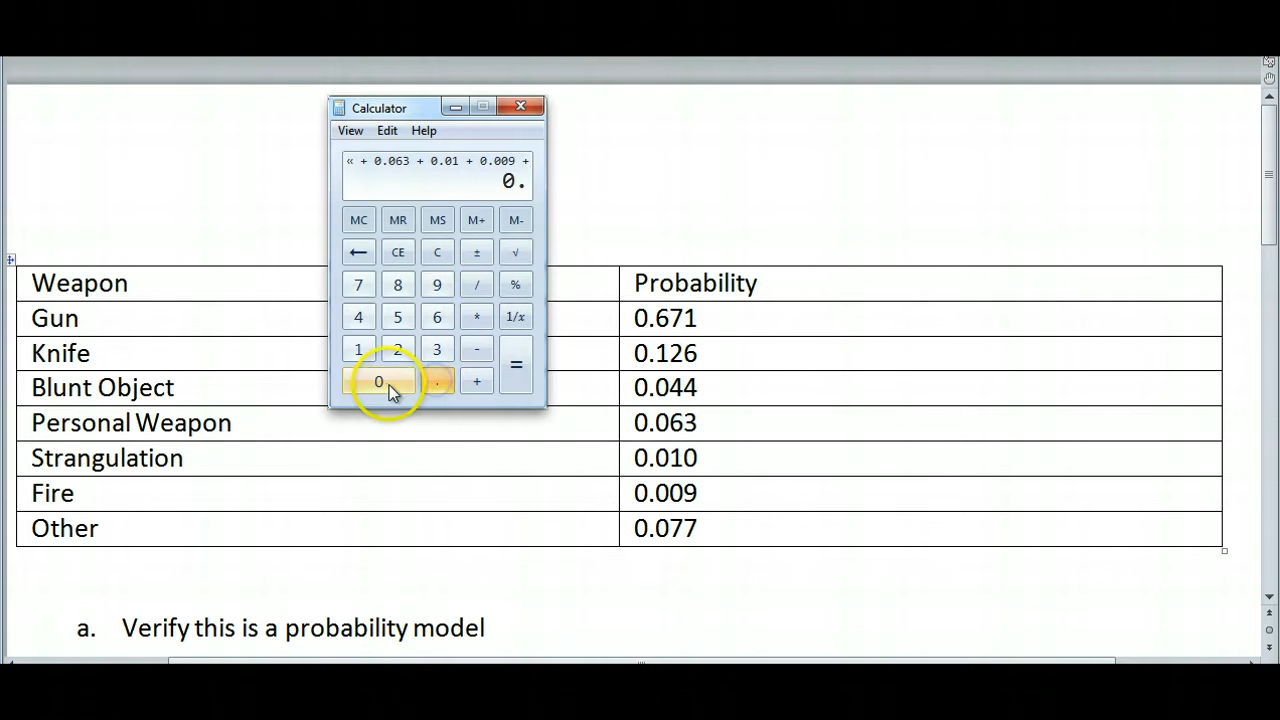 Calculator
View Edit Help
« + 0.063 + 0.01 + 0.009 +
0.
MC MR MS M+ M-
← CE C ± √
7 8 9 / %
4 5 6 * 1/x
1 2 3 - =
0 . +
Weapon Probability
Gun 0.671
Knife 0.126
Blunt Object 0.044
Personal Weapon 0.063
Strangulation 0.010
Fire 0.009
Other 0.077
a. Verify this is a probability model